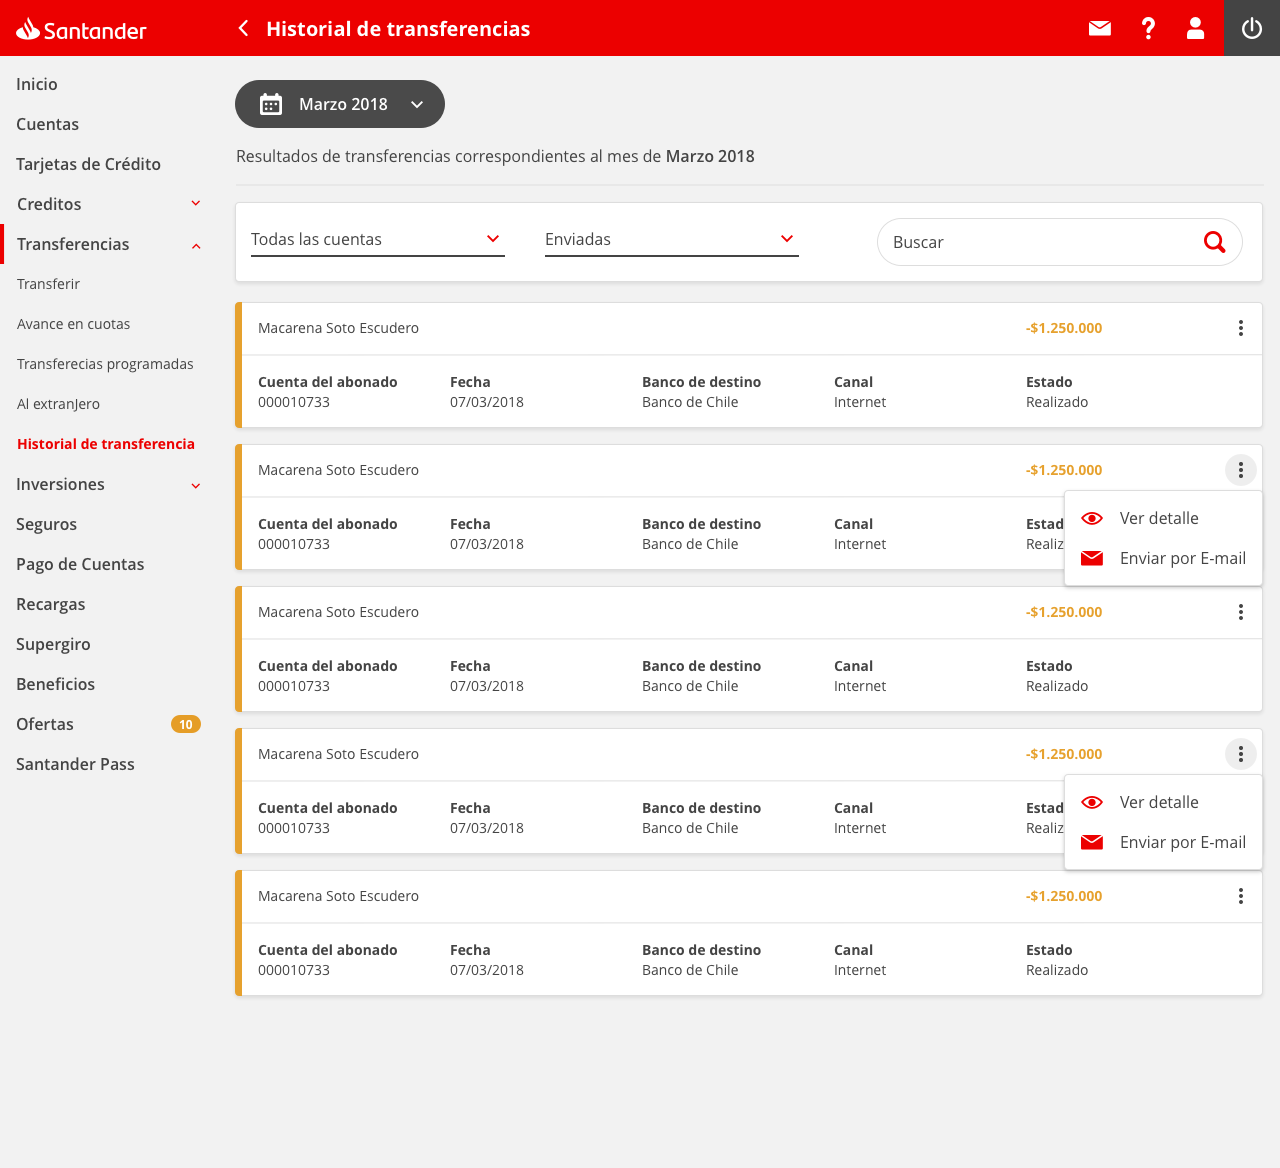 Santander
Historial de transferencias
Inicio
Cuentas
Tarjetas de Crédito
Creditos
Transferencias
Transferir
Avance en cuotas
Transferecias programadas
Al extranJero
Historial de transferencia
Inversiones
Seguros
Pago de Cuentas
Recargas
Supergiro
Beneficios
Ofertas 10
Santander Pass
Marzo 2018
Resultados de transferencias correspondientes al mes de Marzo 2018
Todas las cuentas Enviadas Buscar
Macarena Soto Escudero -$1.250.000
Cuenta del abonado Fecha Banco de destino Canal Estado
000010733 07/03/2018 Banco de Chile Internet Realizado
Macarena Soto Escudero -$1.250.000
Cuenta del abonado Fecha Banco de destino Canal Estad
000010733 07/03/2018 Banco de Chile Internet Realiz
Ver detalle
Enviar por E-mail
Macarena Soto Escudero -$1.250.000
Cuenta del abonado Fecha Banco de destino Canal Estado
000010733 07/03/2018 Banco de Chile Internet Realizado
Macarena Soto Escudero -$1.250.000
Cuenta del abonado Fecha Banco de destino Canal Estad
000010733 07/03/2018 Banco de Chile Internet Realiz
Ver detalle
Enviar por E-mail
Macarena Soto Escudero -$1.250.000
Cuenta del abonado Fecha Banco de destino Canal Estado
000010733 07/03/2018 Banco de Chile Internet Realizado